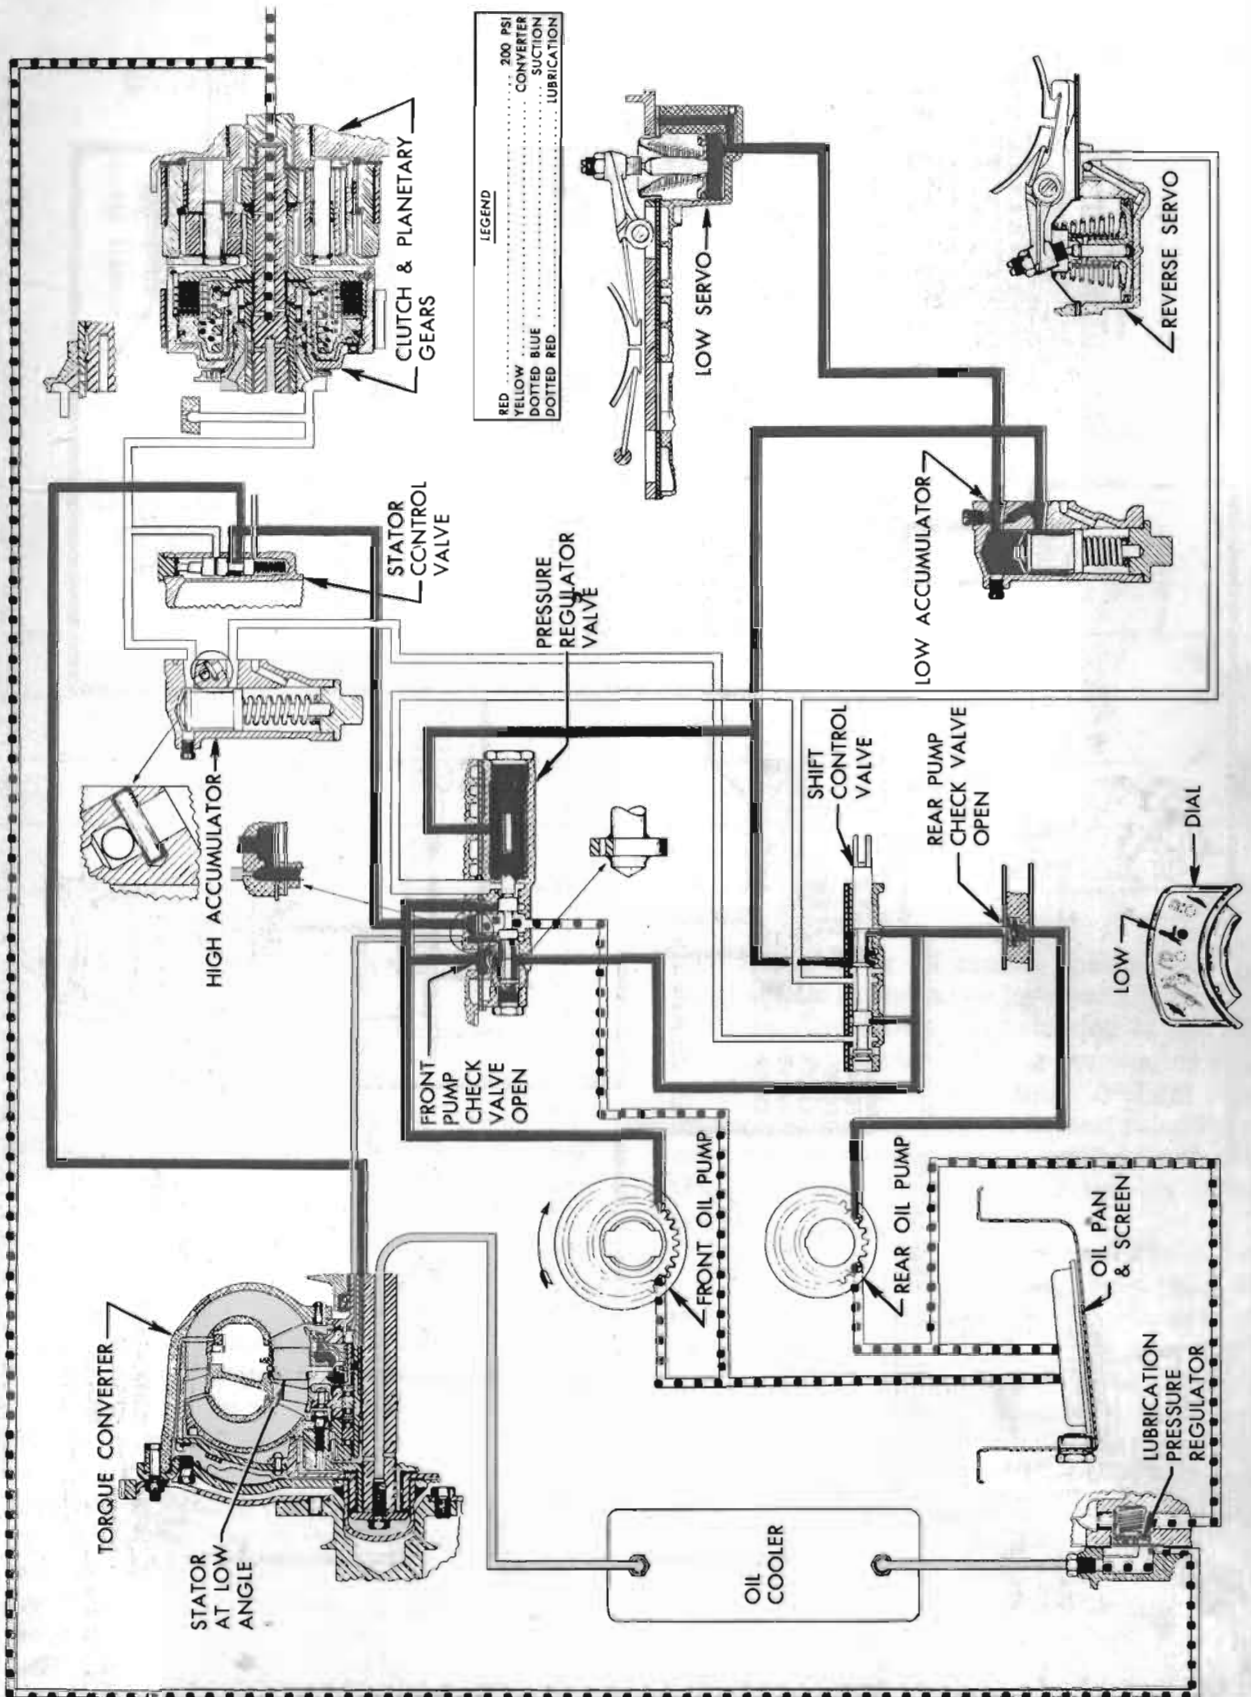 LEGEND
RED .......... 200 PSI
YELLOW .......... CONVERTER
DOTTED BLUE .......... SUCTION
DOTTED RED .......... LUBRICATION
CLUTCH & PLANETARY
GEARS
STATOR
CONTROL
VALVE
HIGH ACCUMULATOR
PRESSURE
REGULATOR
VALVE
LOW SERVO
REVERSE SERVO
LOW ACCUMULATOR
SHIFT
CONTROL
VALVE
REAR PUMP
CHECK VALVE
OPEN
LOW
DIAL
FRONT
PUMP
CHECK
VALVE
OPEN
TORQUE CONVERTER
STATOR
AT LOW
ANGLE
FRONT OIL PUMP
REAR OIL PUMP
OIL PAN
& SCREEN
LUBRICATION
PRESSURE
REGULATOR
OIL
COOLER